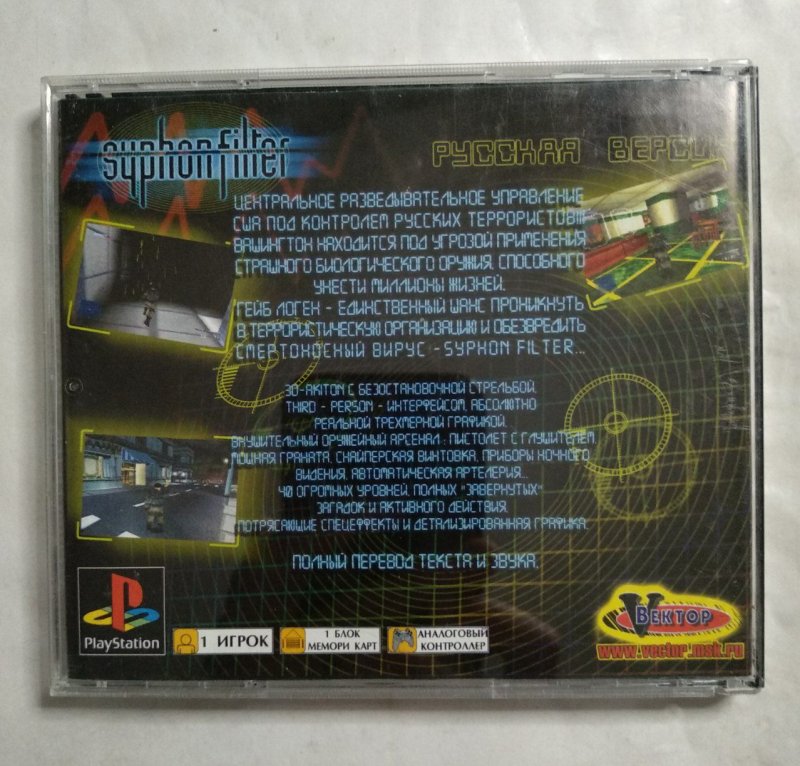 syphon filter
РУССКАЯ ВЕРСИЯ
ЦЕНТРАЛЬНОЕ РАЗВЕДЫВАТЕЛЬНОЕ УПРАВЛЕНИЕ
США ПОД КОНТРОЛЕМ РУССКИХ ТЕРРОРИСТОВ!!!
ВАШИНГТОН НАХОДИТСЯ ПОД УГРОЗОЙ ПРИМЕНЕНИЯ
СТРАШНОГО БИОЛОГИЧЕСКОГО ОРУЖИЯ, СПОСОБНОГО
УНЕСТИ МИЛЛИОНЫ ЖИЗНЕЙ.
ГЕЙБ ЛОГЕН - ЕДИНСТВЕННЫЙ ШАНС ПРОНИКНУТЬ
В ТЕРРОРИСТИЧЕСКУЮ ОРГАЙИЗАЦИЮ И ОБЕЗВРЕДИТЬ
СМЕРТОНОСНЫЙ ВИРУС - SYPHON FILTER...
3D-AKITON С БЕЗОСТАНОВОЧНОЙ СТРЕЛЬБОЙ,
THIRD - PERSON - ИНТЕРФЕЙСОМ, АБСОЛЮТНО
РЕАЛЬНОЙ ТРЕХМЕРНОЙ ГРАФИКОЙ.
ВНУШИТЕЛЬНЫЙ ОРУЖЕЙНЫЙ АРСЕНАЛ : ПИСТОЛЕТ С ГЛУШИТЕЛЕМ,
МОЩНАЯ ГРАНАТА, СНАЙПЕРСКАЯ ВИНТОВКА, ПРИБОРЫ НОЧНОГО
ВИДЕНИЯ, АВТОМАТИЧЕСКАЯ АРТЕЛЕРИЯ...
40 ОГРОМНЫХ УРОВНЕЙ, ПОЛНЫХ "ЗАВЕРНУТЫХ"
ЗАГАДОК И АКТИВНОГО ДЕЙСТВИЯ.
ПОТРЯСАЮЩИЕ СПЕЦЕФФЕКТЫ И ДЕТАЛИЗИРОВАННАЯ ГРАФИКА.
ПОЛНЫЙ ПЕРЕВОД ТЕКСТА И ЗВУКА.
PlayStation
1 ИГРОК
1 БЛОК
МЕМОРИ КАРТ
АНАЛОГОВЫЙ
КОНТРОЛЛЕР
ВЕКТОР
www.vector.msk.ru